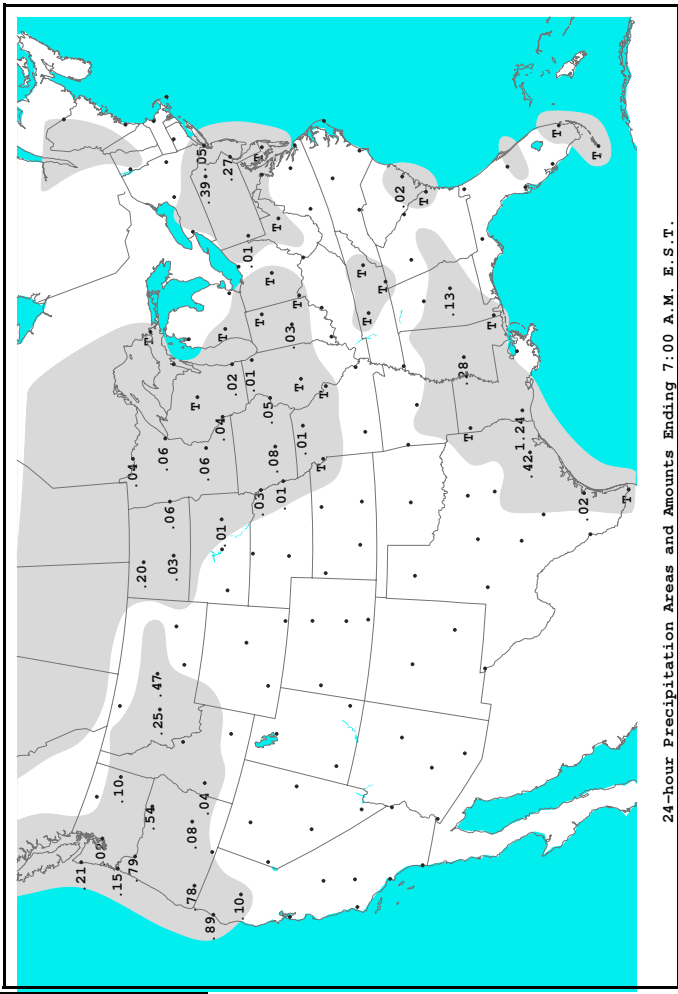 .21
.15
.10
.79
.04
.20
T
.54
.47
.25
.06
.06
.03
.78
.08
T
.05
.04
.39
.06
.89
.01
.04
T
.27
.02
.10
.01
.01
T
.03
T
.05
T
.08
T
.01
.03
T
T
.01
T
T
T
T
T
.02
T
.13
.28
T
T
1.24
.42
T
.02
T
T
24-hour Precipitation Areas and Amounts Ending 7:00 A.M. E.S.T.